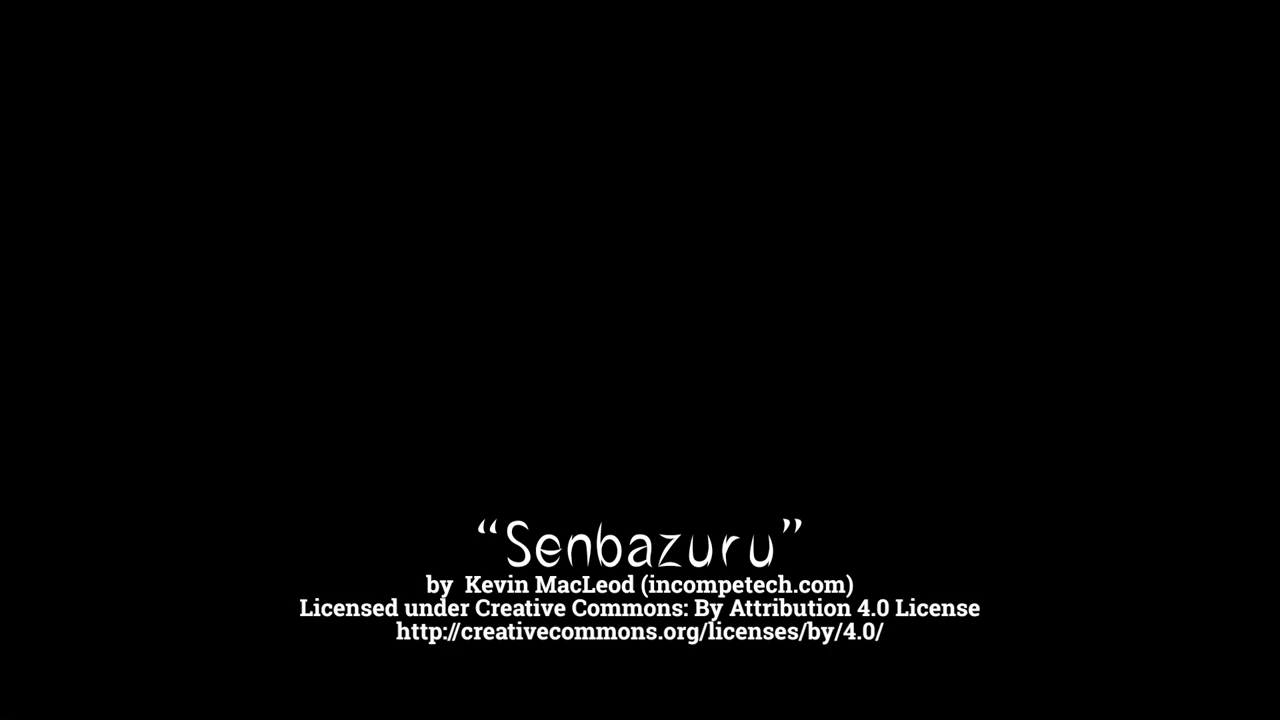 “Senbazuru”
by  Kevin MacLeod (incompetech.com)
Licensed under Creative Commons: By Attribution 4.0 License
http://creativecommons.org/licenses/by/4.0/